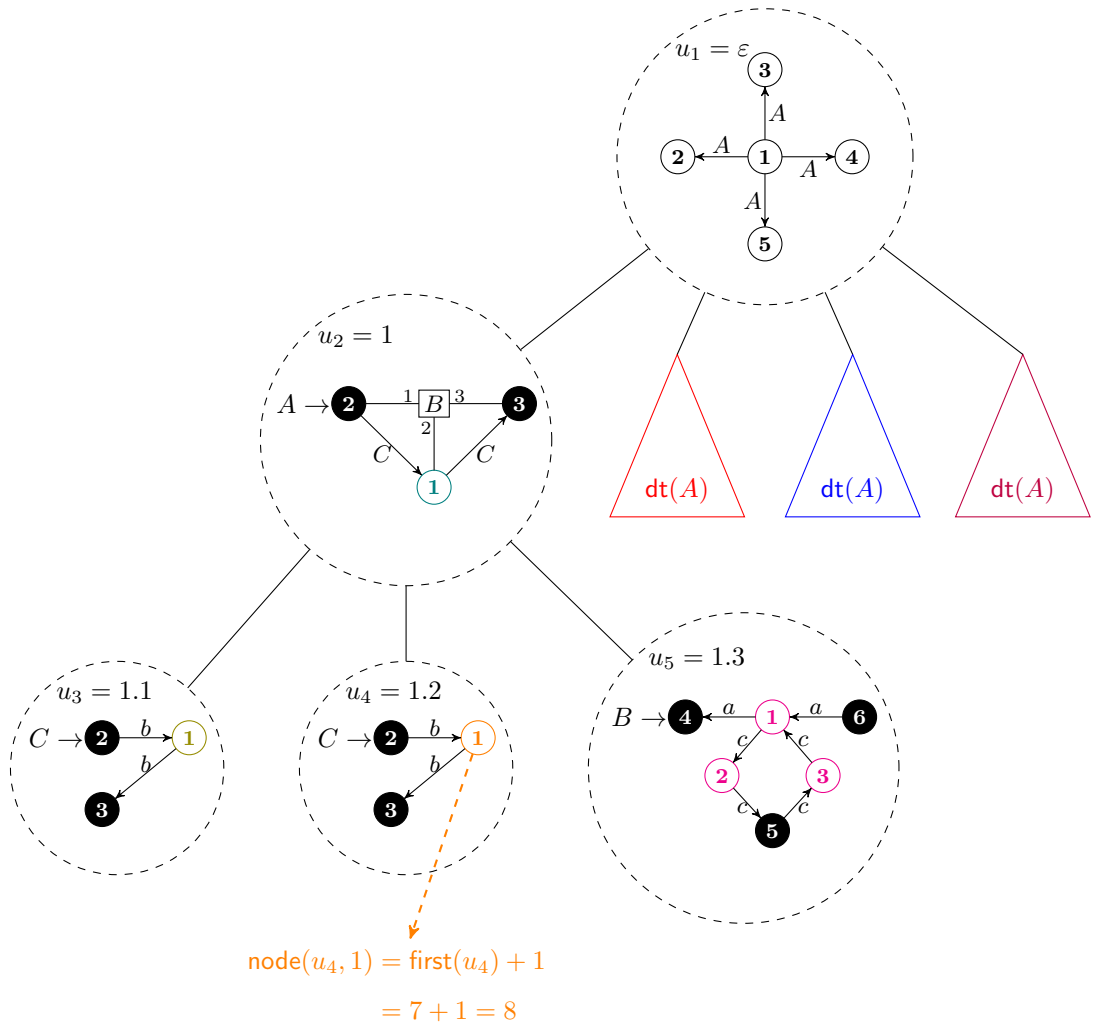 u₁ = ε
3
A
2 A 1 A 4
A
5
u₂ = 1
A → 2 1 B 3 3
2
C C
1
dt(A) dt(A) dt(A)
u₃ = 1.1
C → 2 b 1
b
3
u₄ = 1.2
C → 2 b 1
b
3
u₅ = 1.3
B → 4 a 1 a 6
c c
2 3
c c
5
node(u₄, 1) = first(u₄) + 1
= 7 + 1 = 8